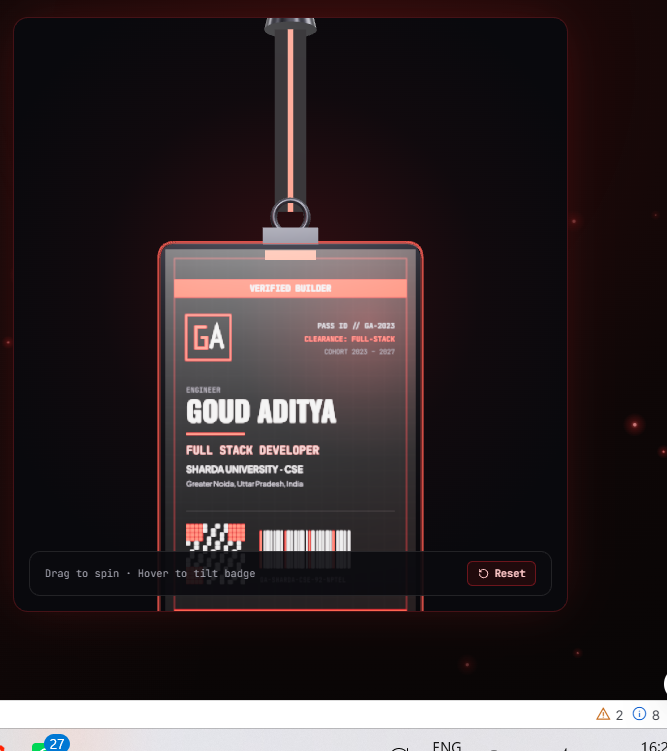 VERIFIED BUILDER
GA
PASS ID // GA-2023
CLEARANCE: FULL-STACK
COHORT 2023 - 2027
ENGINEER
GOUD ADITYA
FULL STACK DEVELOPER
SHARDA UNIVERSITY - CSE
Greater Noida, Uttar Pradesh, India
Drag to spin · Hover to tilt badge
Reset
2
8
27
ENG